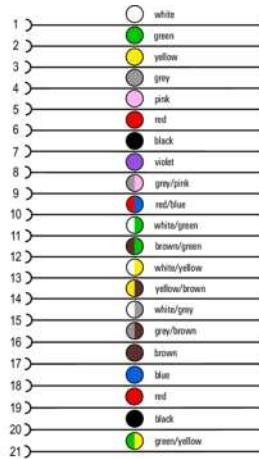 white
1
green
2
yellow
3
grey
4
pink
5
red
6
black
7
violet
8
grey/pink
9
red/blue
10
white/green
11
brown/green
12
white/yellow
13
yellow/brown
14
white/grey
15
grey/brown
16
brown
17
blue
18
red
19
black
20
green/yellow
21